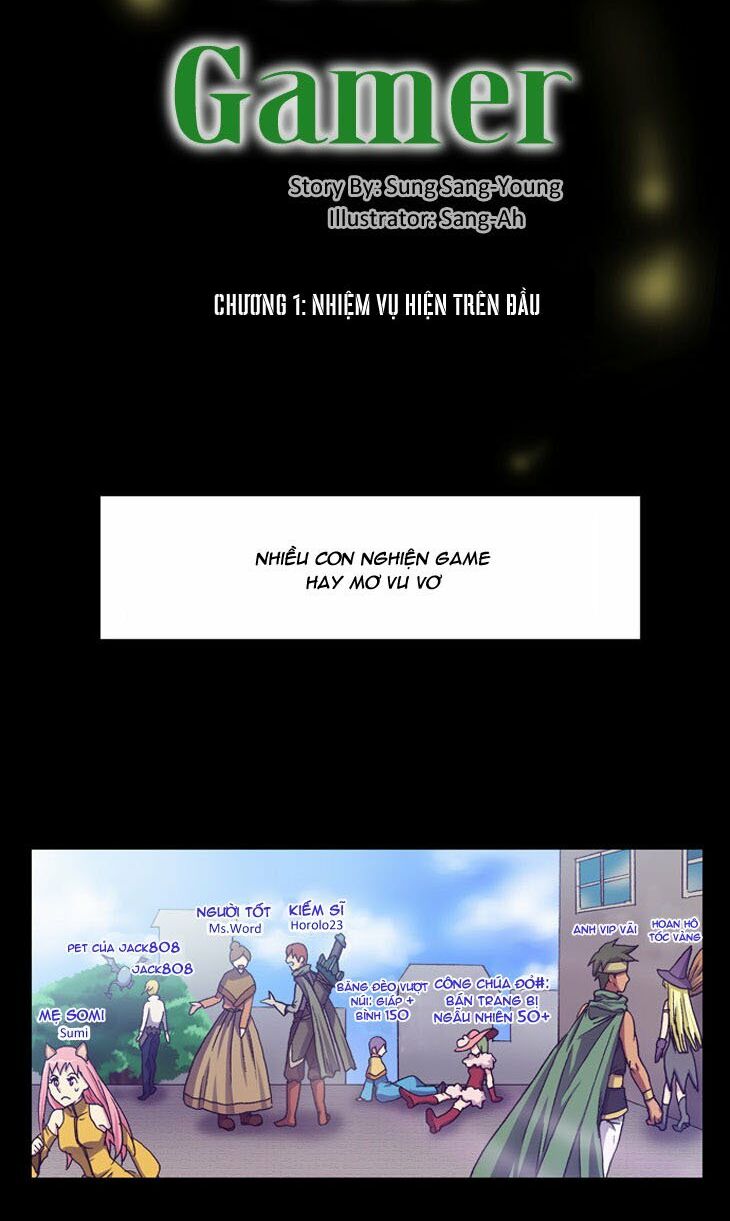 Gamer
Story By: Sung Sang-Young
Illustrator: Sang-Ah
CHƯƠNG 1: NHIỆM VỤ HIỆN TRÊN ĐẦU
NHIỀU CON NGHIỆN GAME
HAY MƠ VU VƠ
NGƯỜI TỐT
Ms.Word
KIẾM SĨ
Horolo23
PET CỦA JACK808
JACK808
MẸ SOMI
Sumi
BĂNG ĐÈO VƯỢT
NÚI: GIÁP +
BÌNH 150
CÔNG CHÚA ĐỎ#:
BÁN TRANG BỊ
NGẪU NHIÊN 50+
ANH VIP VÃI
HOAN HÔ
TÓC VÀNG